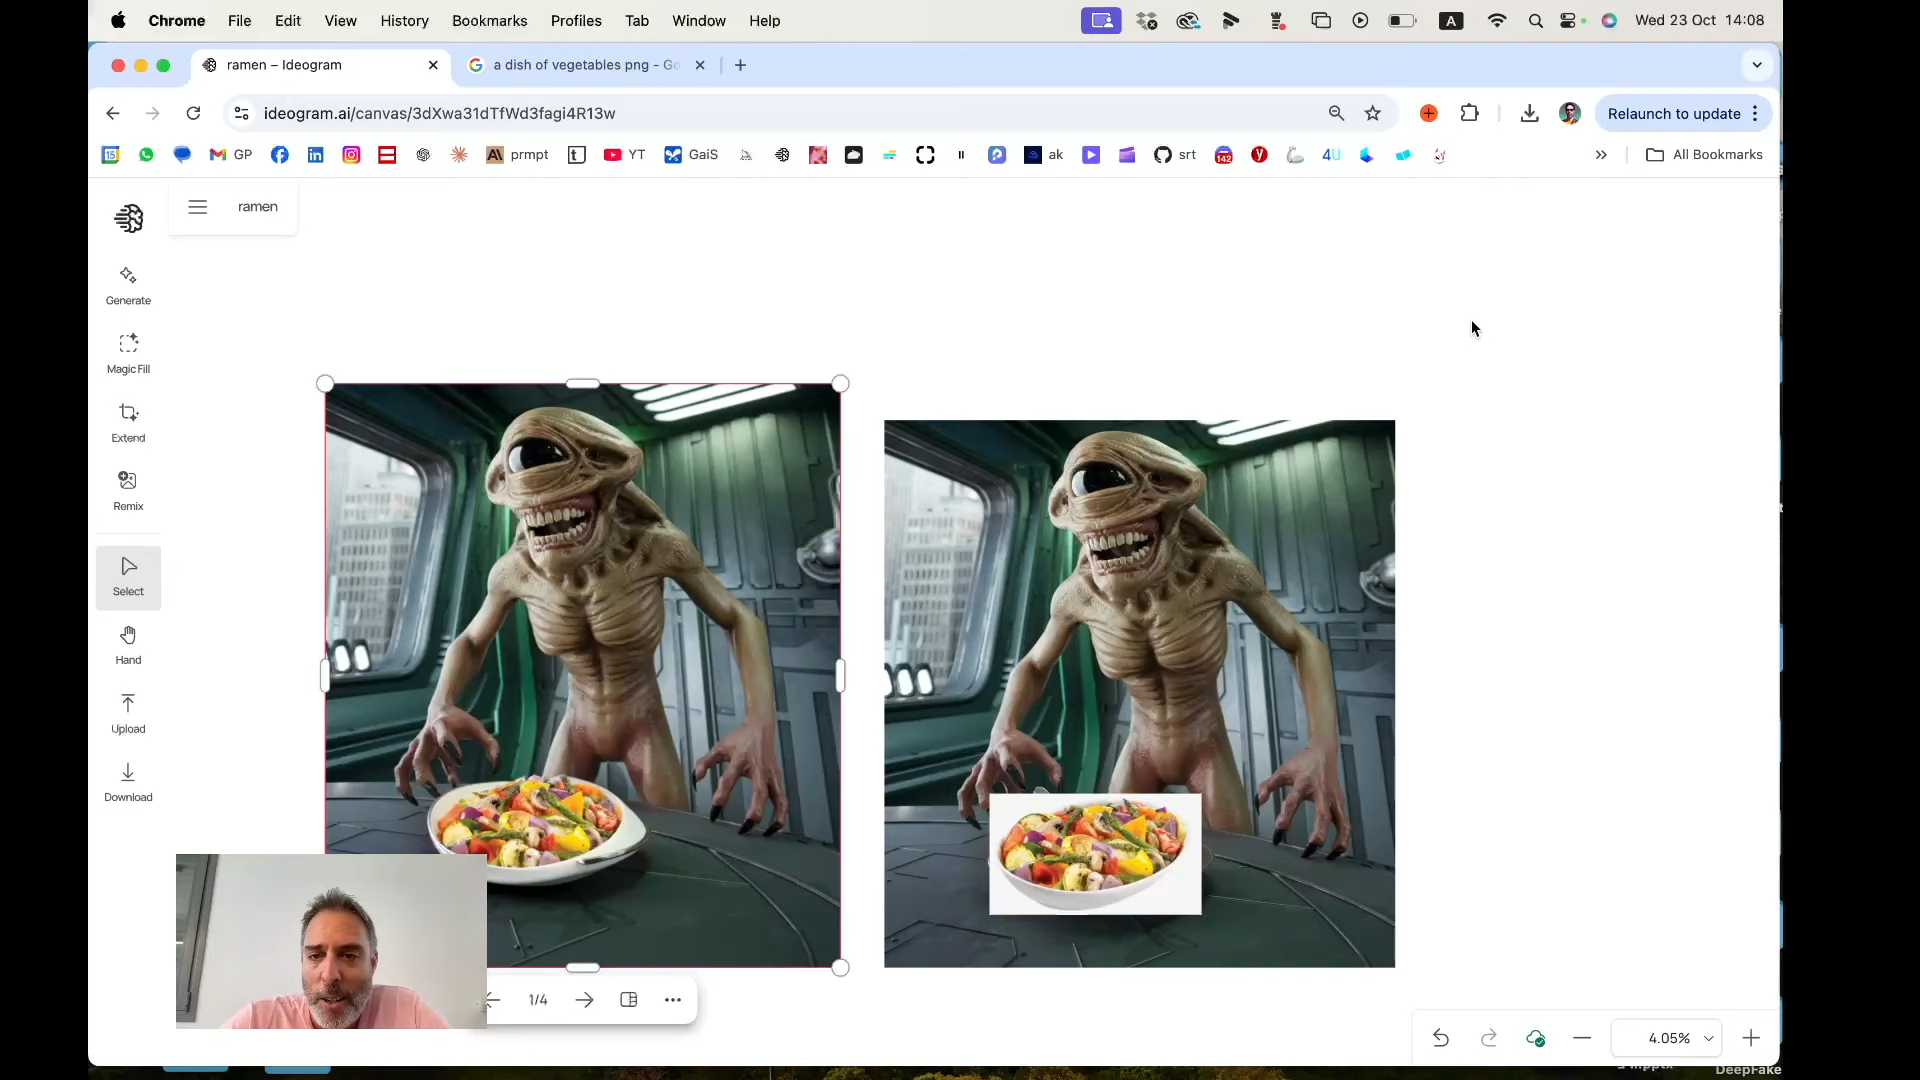 Chrome File Edit View History Bookmarks Profiles Tab Window Help A Wed 23 Oct 14:08
ramen – Ideogram a dish of vegetables png - Go
ideogram.ai/canvas/3dXwa31dTfWd3fagi4R13w Relaunch to update
15 GP YT GaiS prmpt ak srt 142 4U All Bookmarks
ramen
Generate
Magic Fill
Extend
Remix
Select
Hand
Upload
Download
1/4
4.05%
DeepFake